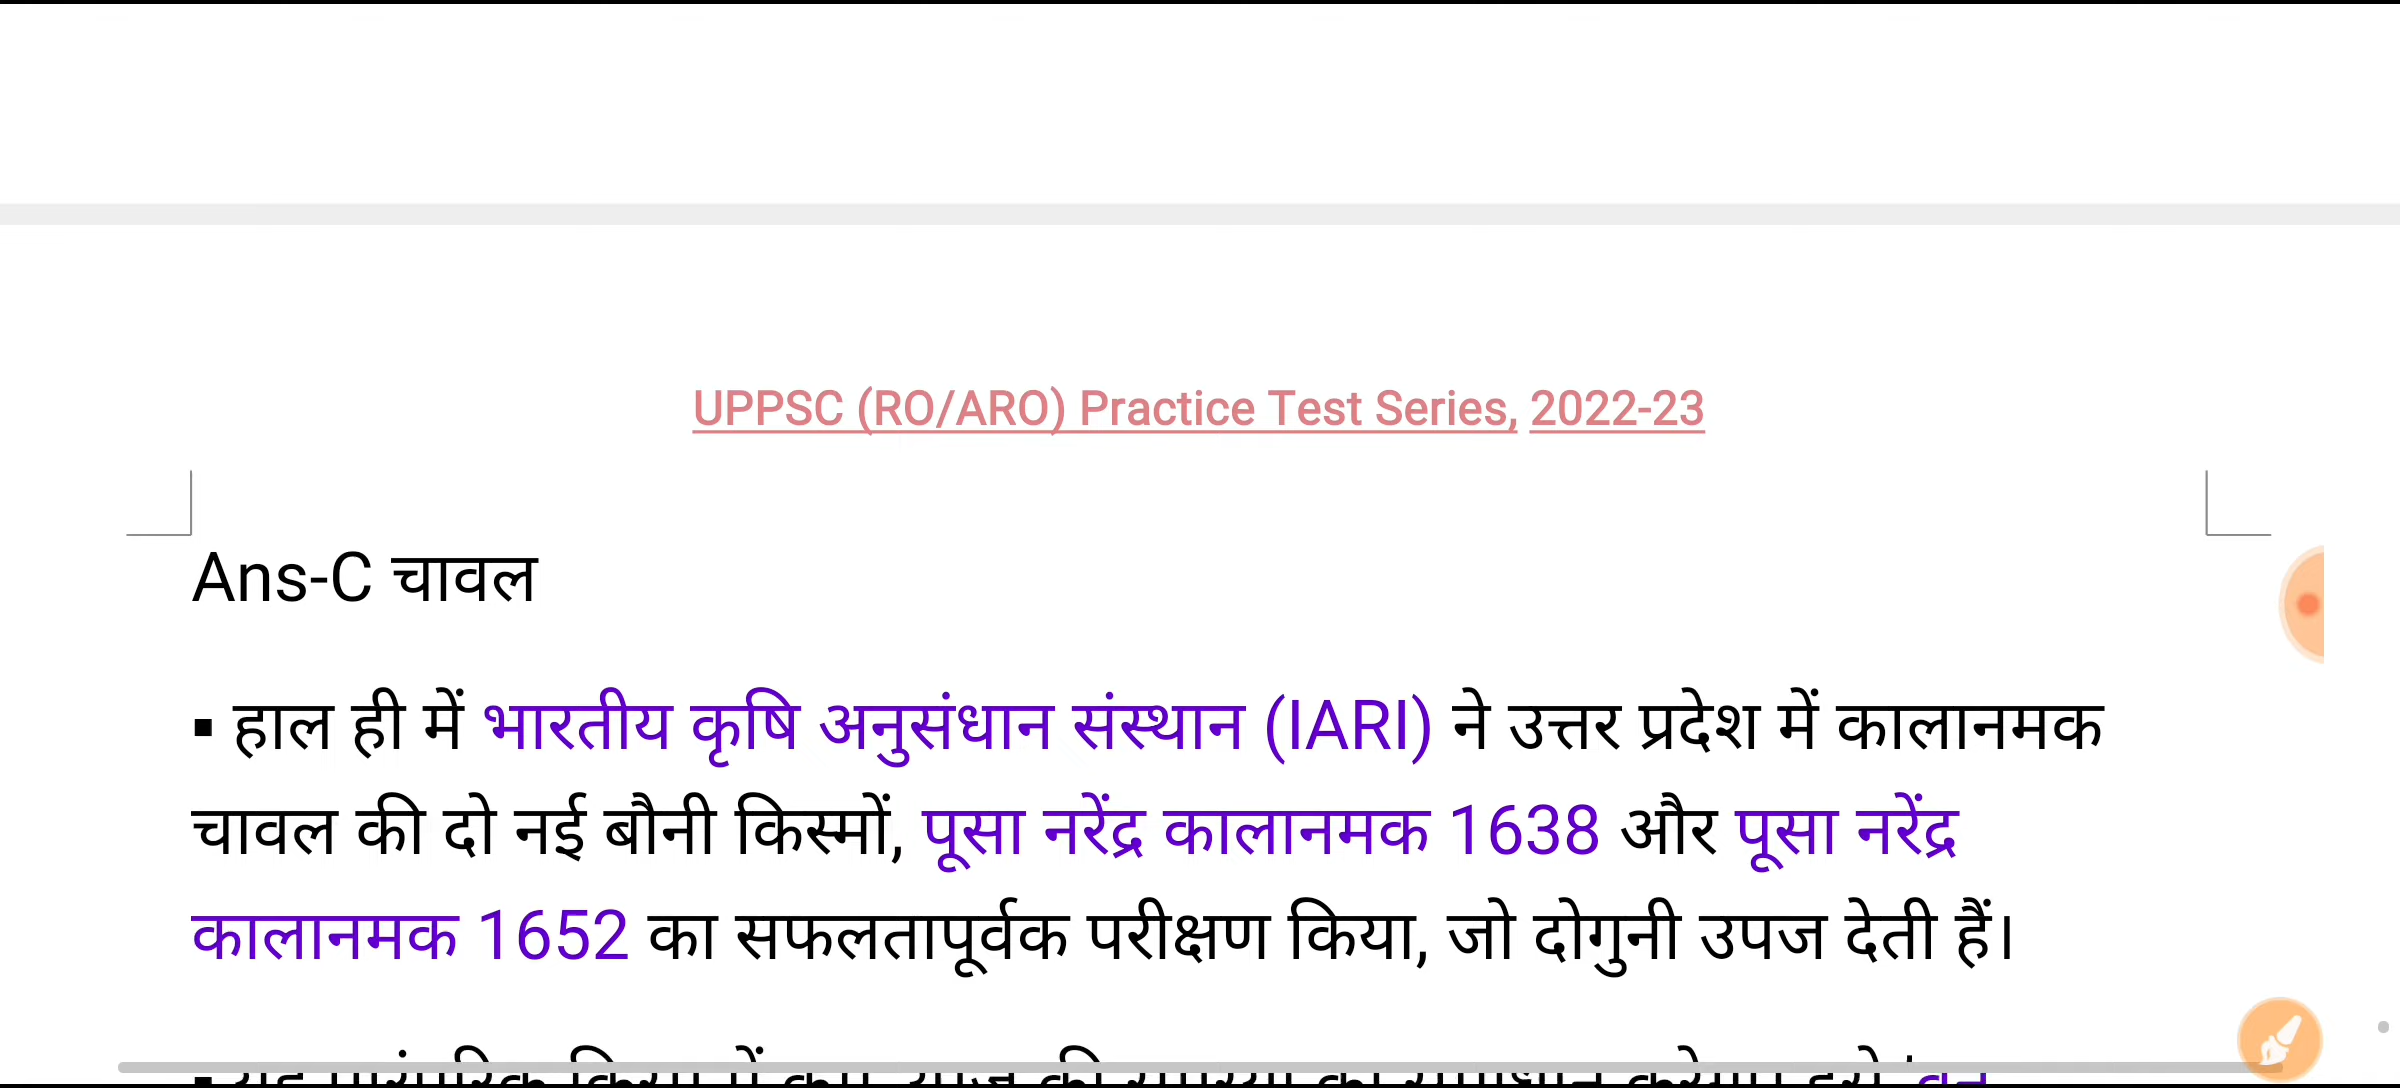 UPPSC (RO/ARO) Practice Test Series, 2022-23
Ans-C चावल
▪ हाल ही में भारतीय कृषि अनुसंधान संस्थान (IARI) ने उत्तर प्रदेश में कालानमक
चावल की दो नई बौनी किस्मों, पूसा नरेंद्र कालानमक 1638 और पूसा नरेंद्र
कालानमक 1652 का सफलतापूर्वक परीक्षण किया, जो दोगुनी उपज देती हैं।